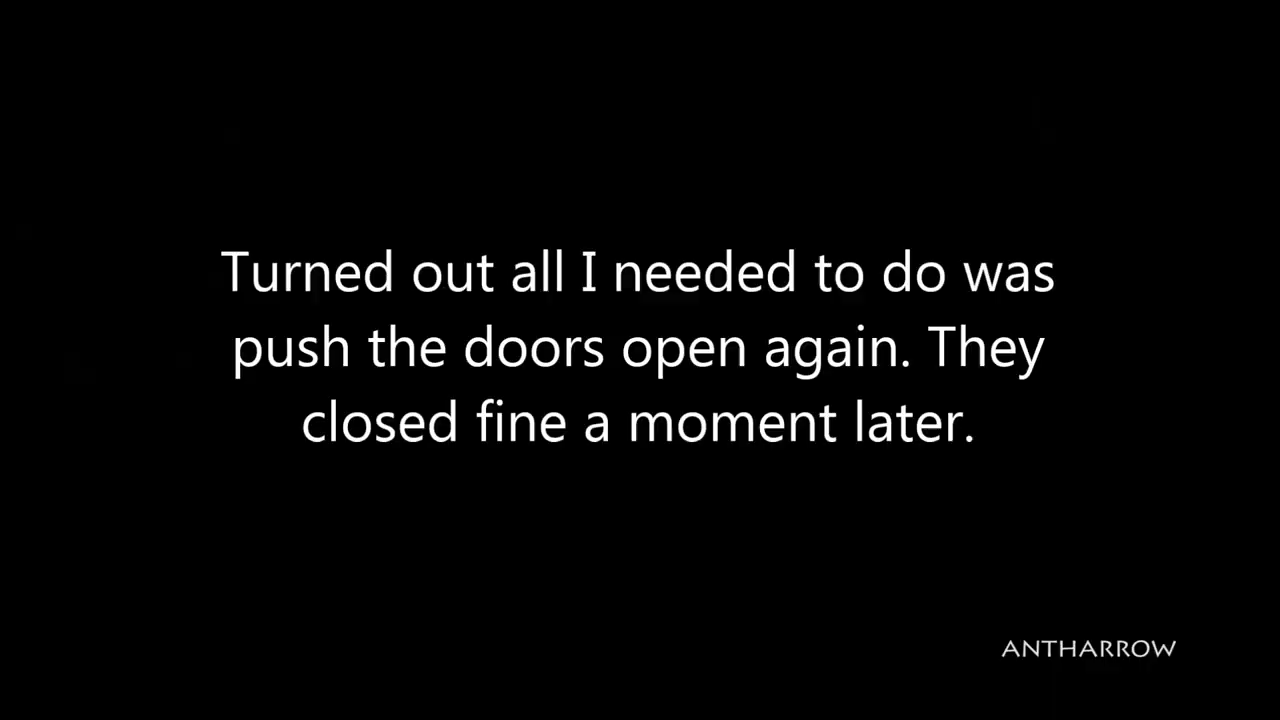 Turned out all I needed to do was
push the doors open again. They
closed fine a moment later.
ANTHARROW